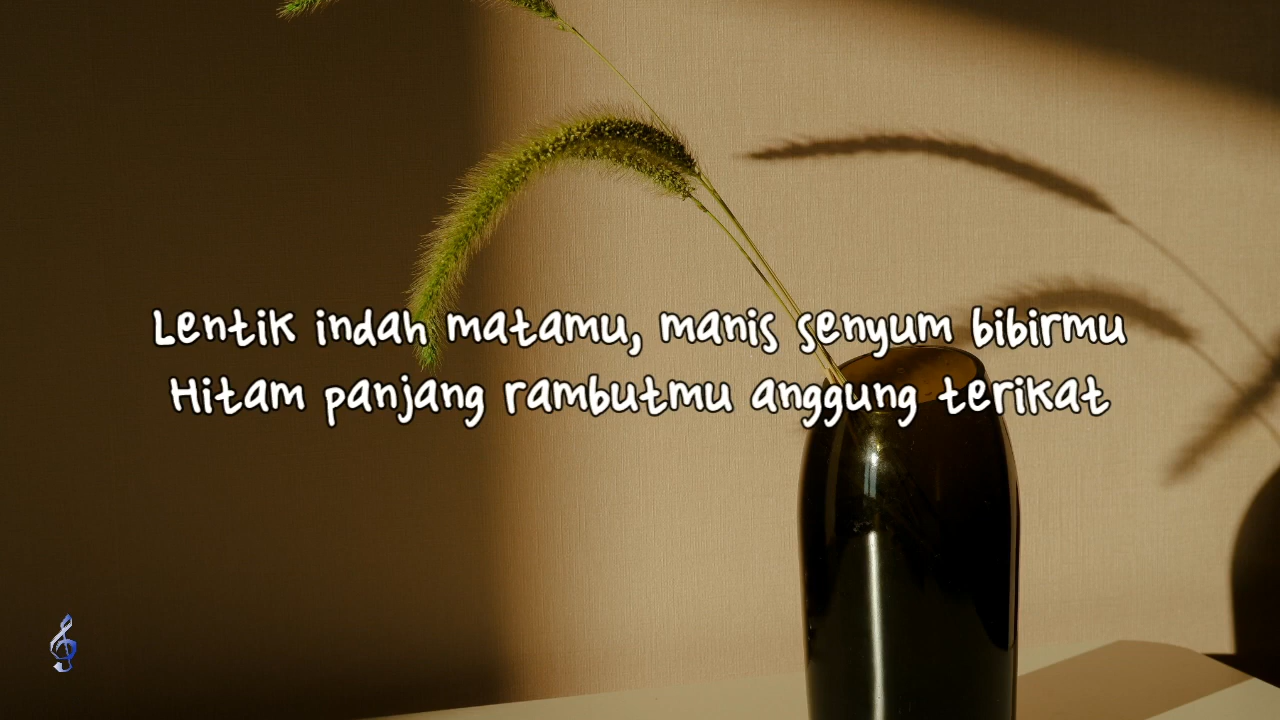 Lentik indah matamu, manis senyum bibirmu
Hitam panjang rambutmu anggung terikat